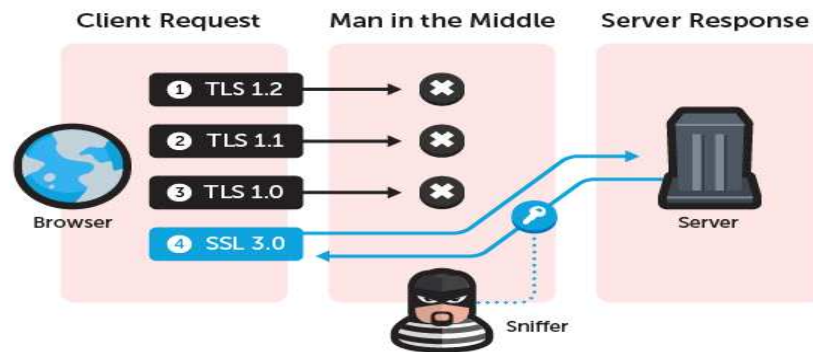 Client Request
Man in the Middle
Server Response
1 TLS 1.2
2 TLS 1.1
3 TLS 1.0
4 SSL 3.0
Browser
Server
Sniffer